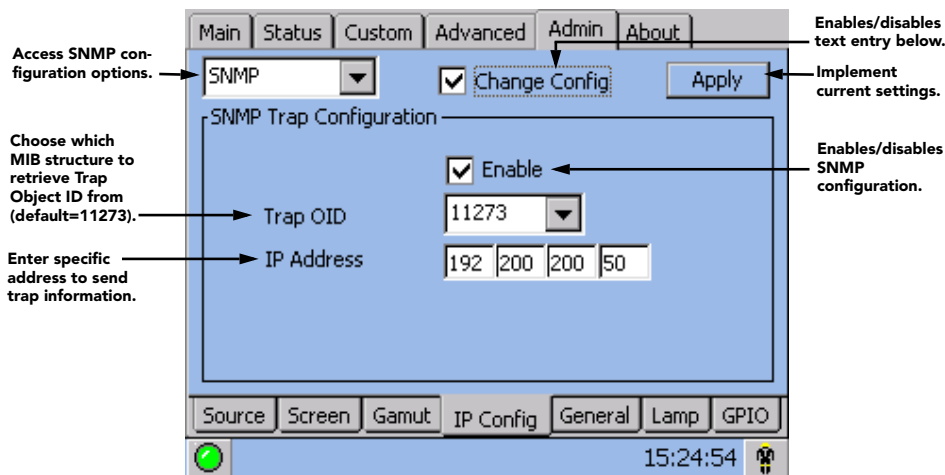 Main Status Custom Advanced Admin About
Enables/disables
text entry below.
Access SNMP con-
figuration options.
SNMP
Change Config
Apply
Implement
current settings.
SNMP Trap Configuration
Choose which
MIB structure to
retrieve Trap
Object ID from
(default=11273).
Enable
Enables/disables
SNMP
configuration.
Trap OID
11273
Enter specific
address to send
trap information.
IP Address
192 200 200 50
Source Screen Gamut IP Config General Lamp GPIO
15:24:54